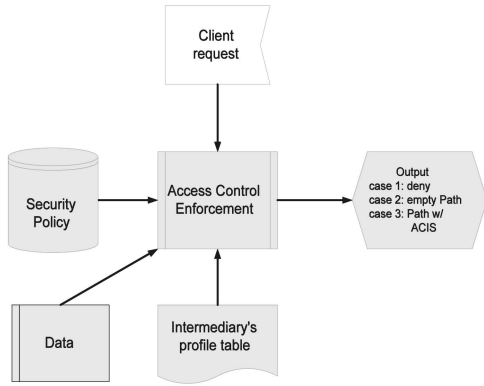 Client
request
Security
Policy
Access Control
Enforcement
Output
case 1: deny
case 2: empty Path
case 3: Path w/
ACIS
Data
Intermediary's
profile table